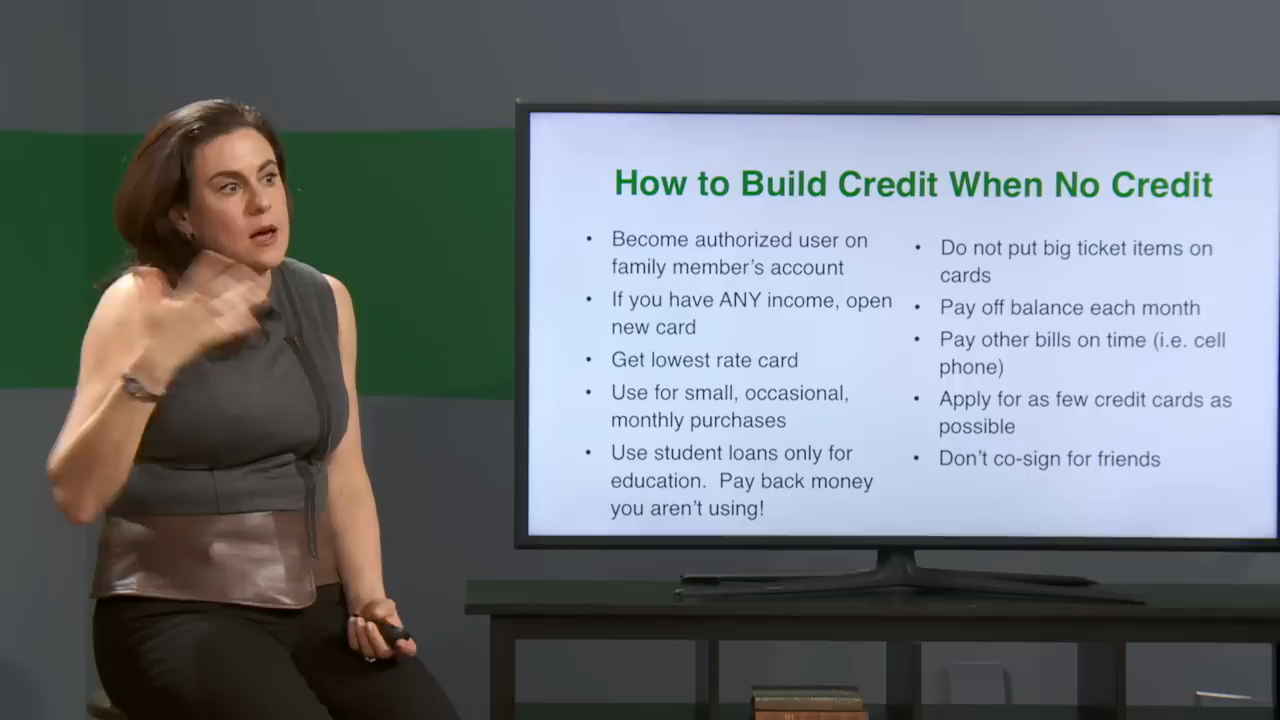 How to Build Credit When No Credit
• Become authorized user on
family member's account
• If you have ANY income, open
new card
• Get lowest rate card
• Use for small, occasional,
monthly purchases
• Use student loans only for
education.  Pay back money
you aren't using!
• Do not put big ticket items on
cards
• Pay off balance each month
• Pay other bills on time (i.e. cell
phone)
• Apply for as few credit cards as
possible
• Don't co-sign for friends